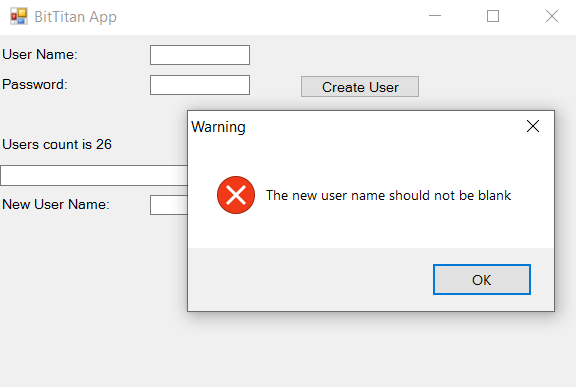 BitTitan App
User Name:
Password:
Create User
Users count is 26
New User Name:
Warning
The new user name should not be blank
OK